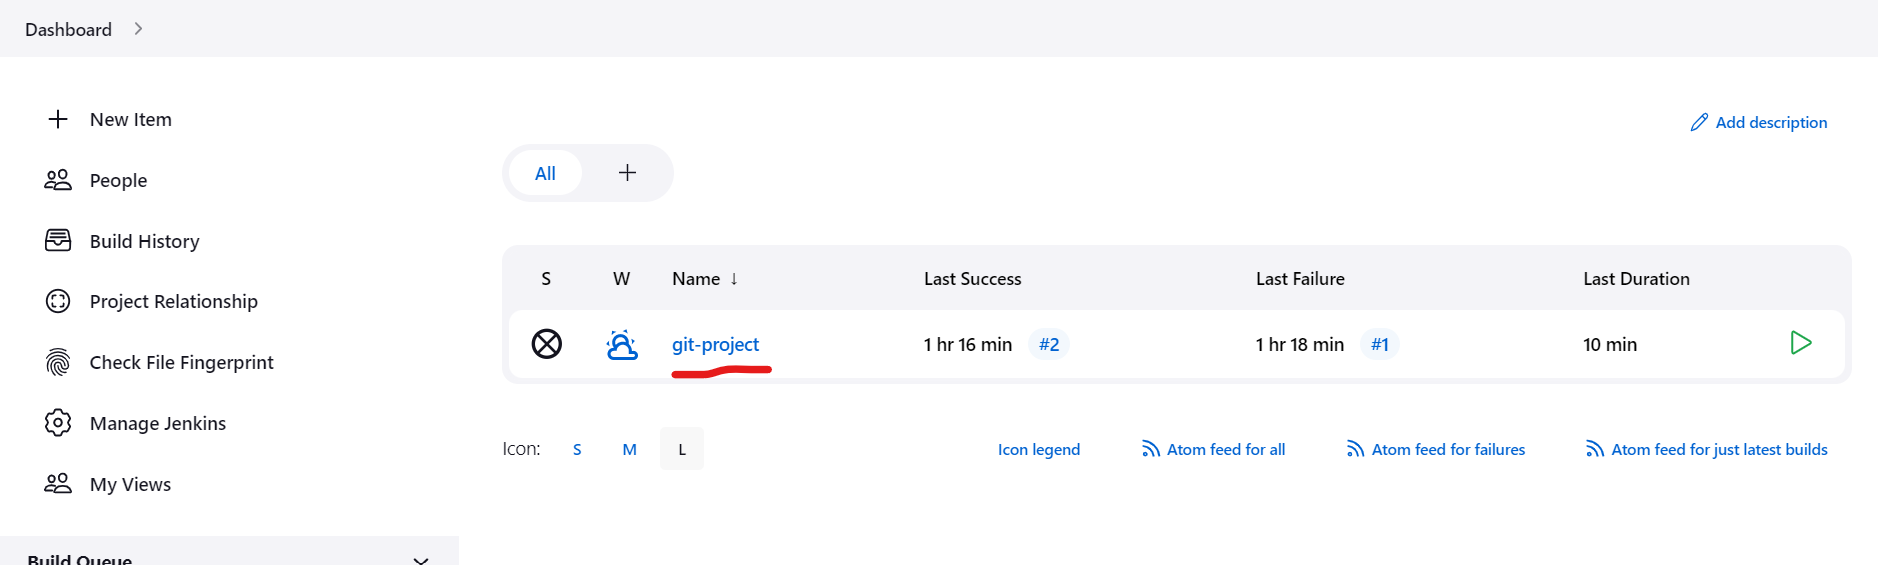 Dashboard
New Item
People
Build History
Project Relationship
Check File Fingerprint
Manage Jenkins
My Views
Build Queue
Add description
All
S W Name ↓ Last Success Last Failure Last Duration
git-project 1 hr 16 min #2 1 hr 18 min #1 10 min
Icon: S M L Icon legend Atom feed for all Atom feed for failures Atom feed for just latest builds